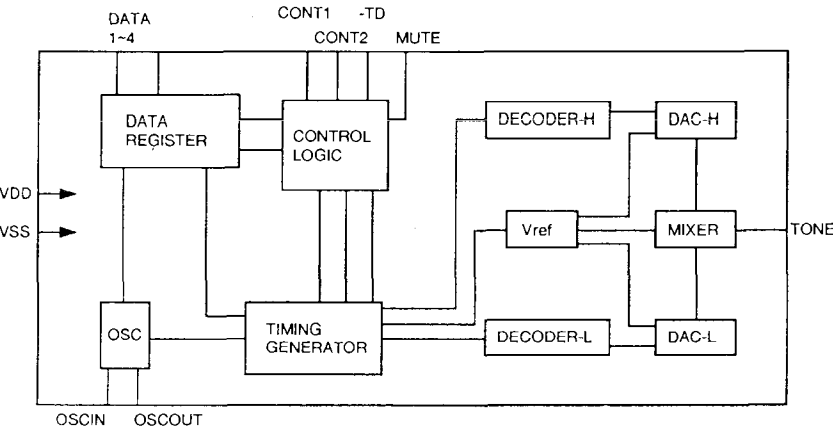 DATA
1~4
CONT1
-TD
CONT2
MUTE
DATA
REGISTER
CONTROL
LOGIC
DECODER-H
DAC-H
VDD
VSS
Vref
MIXER
TONE
OSC
TIMING
GENERATOR
DECODER-L
DAC-L
OSCIN
OSCOUT